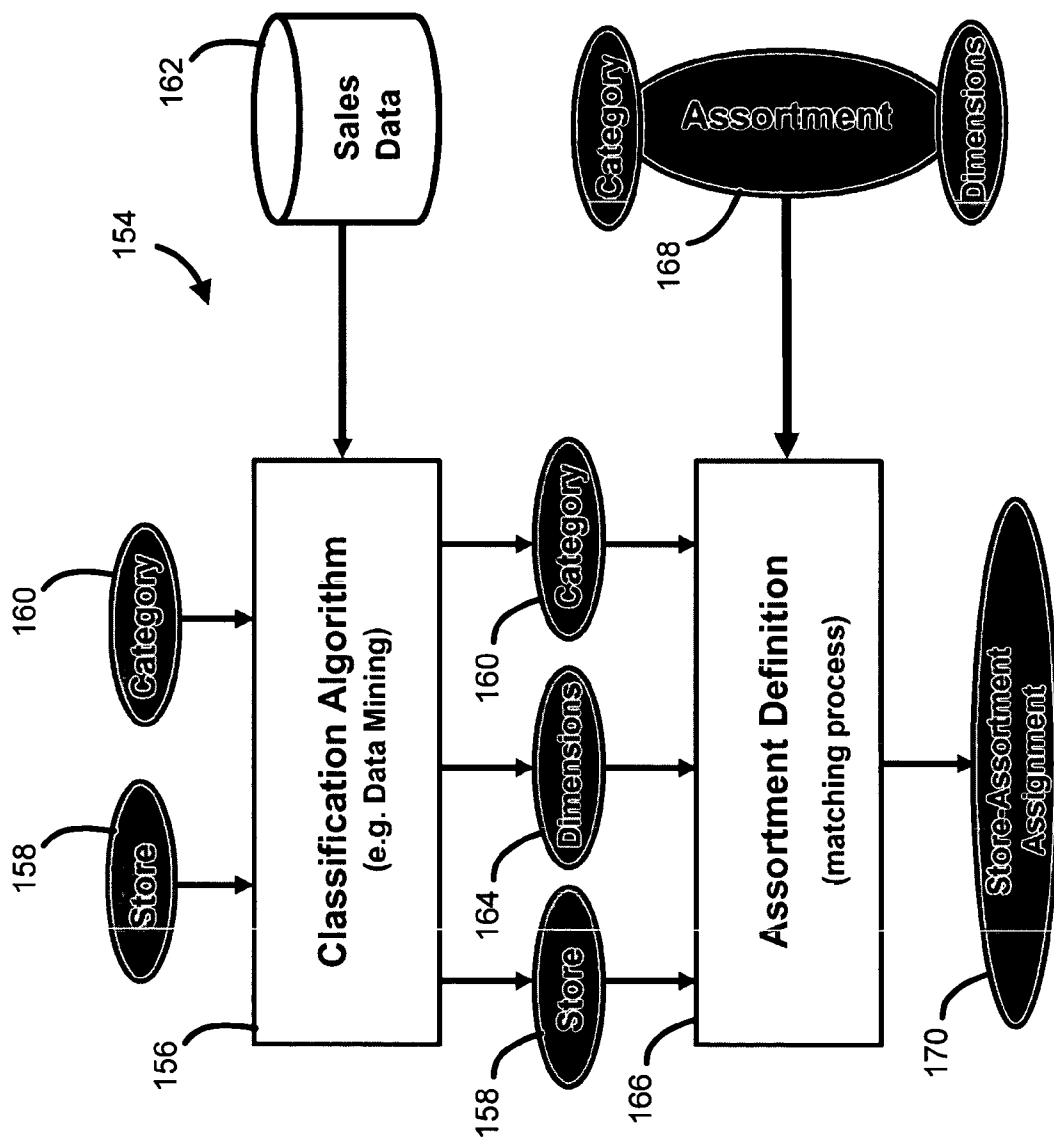 158
160
154
162
Store
Category
156
Classification Algorithm
(e.g. Data Mining)
Sales
Data
158
164
160
Store
Dimensions
Category
Category
166
Assortment Definition
(matching process)
168
Assortment
Dimensions
170
Store-Assortment
Assignment